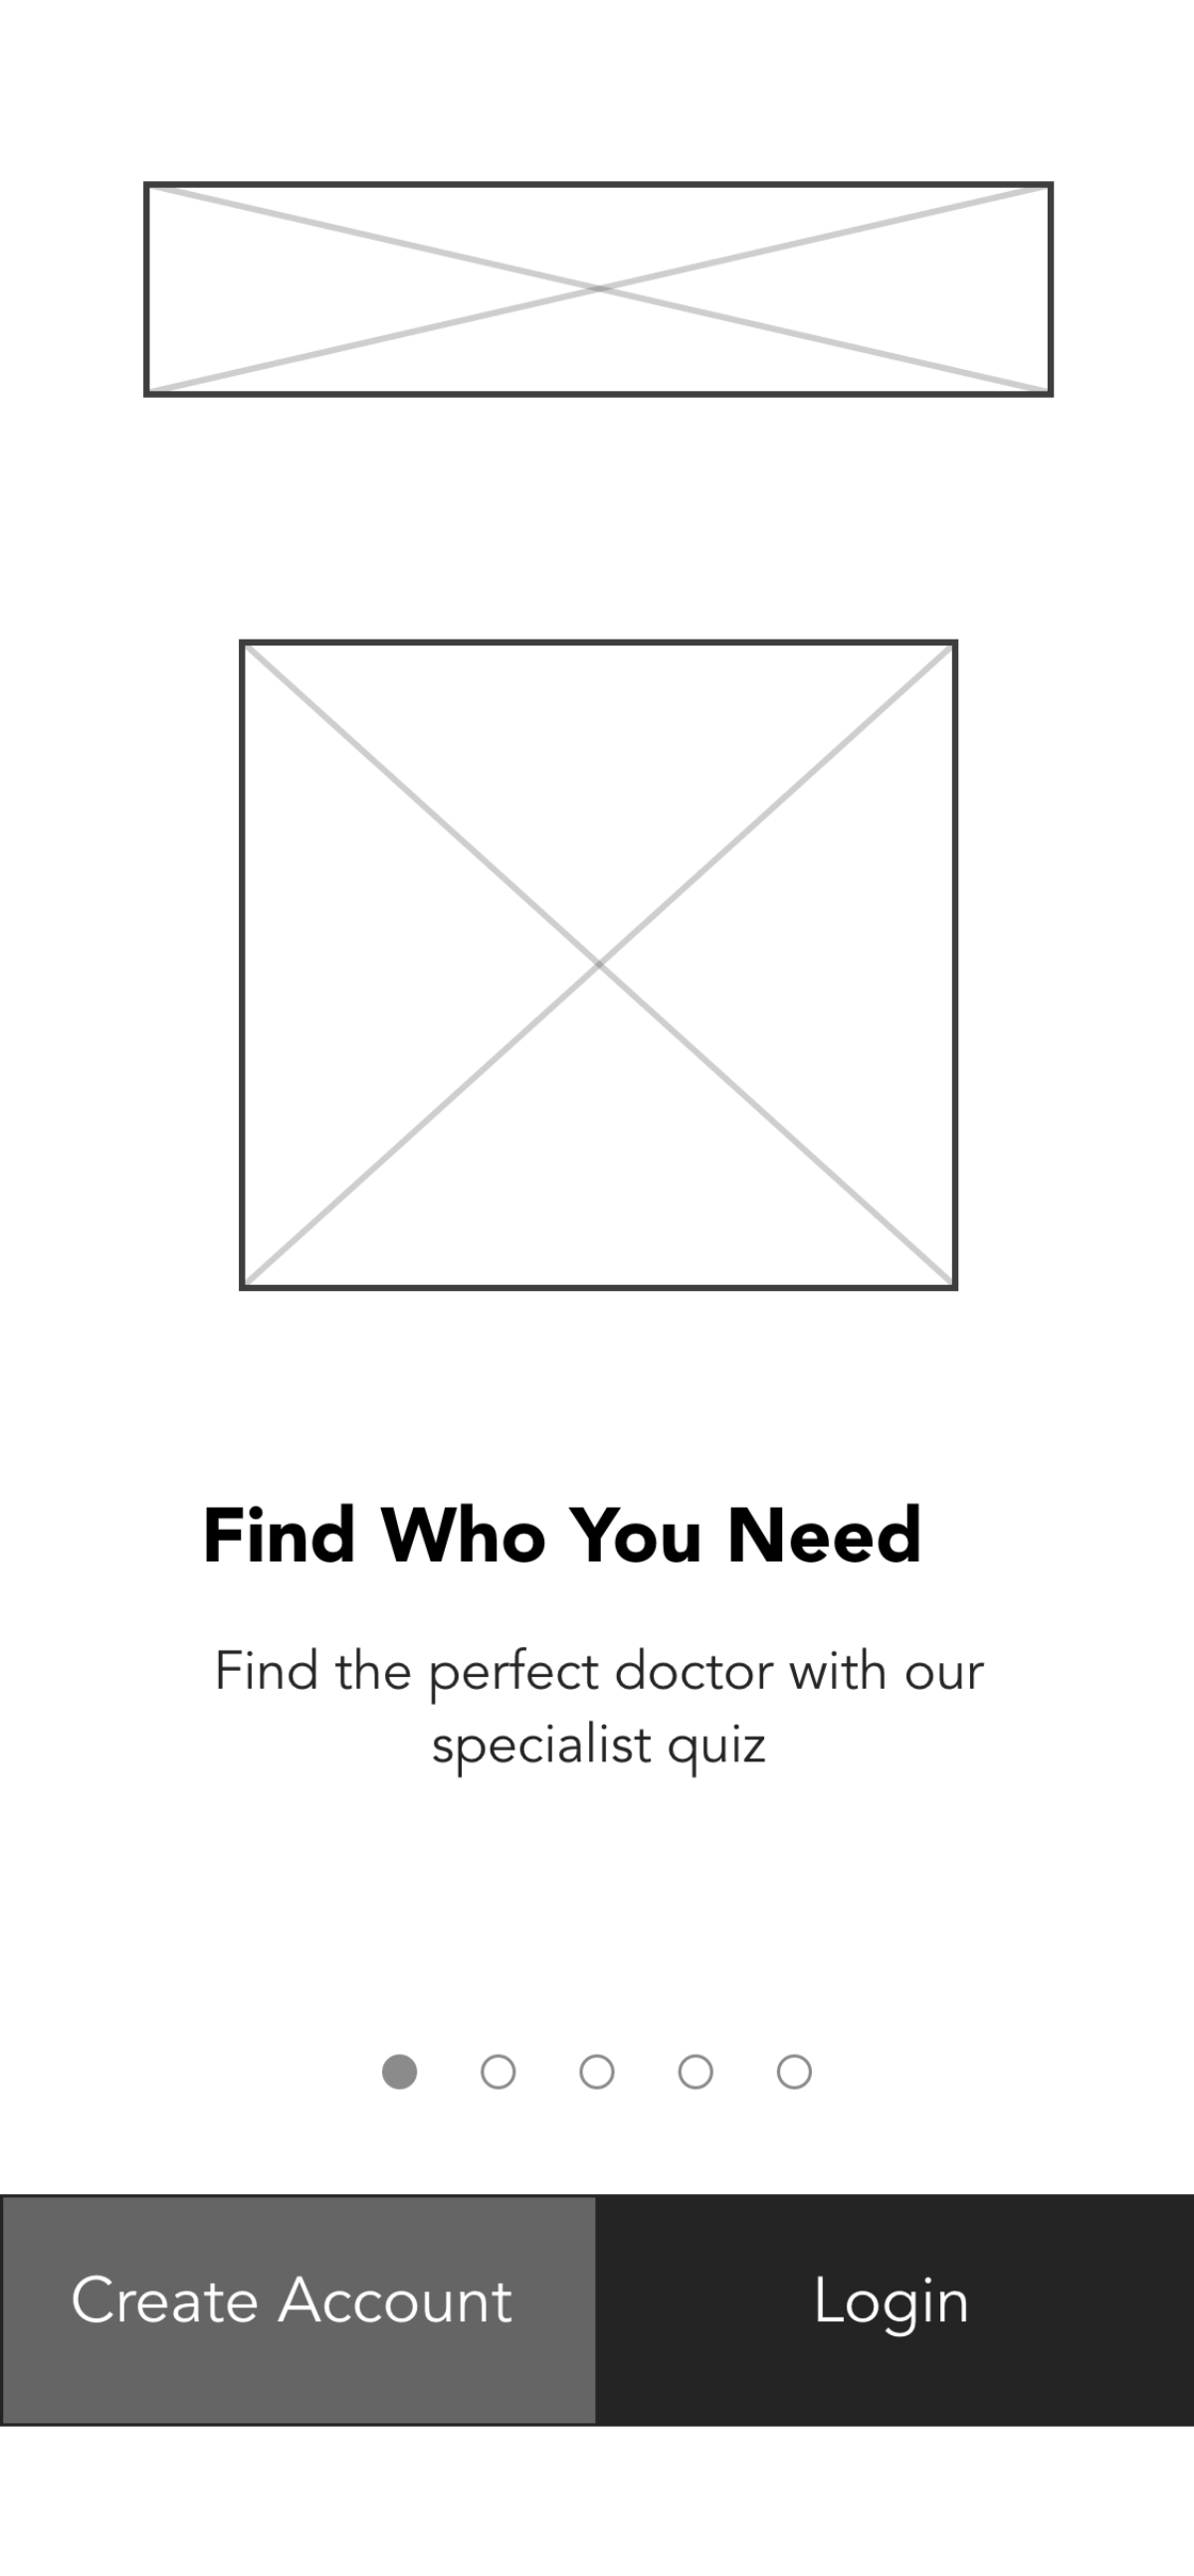 Find Who You Need
Find the perfect doctor with our
specialist quiz
Create Account
Login